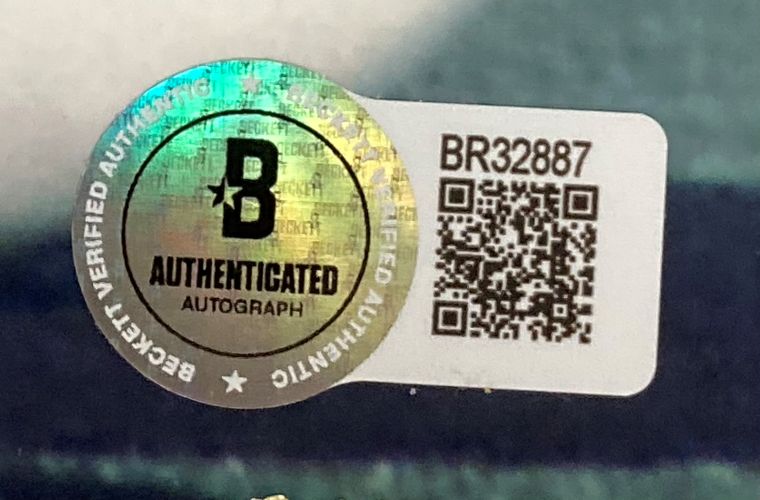 BECKETT VERIFIED AUTHENTIC
★ BECKETT VERIFIED AUTHENTIC ★
B
AUTHENTICATED
AUTOGRAPH
BR32887